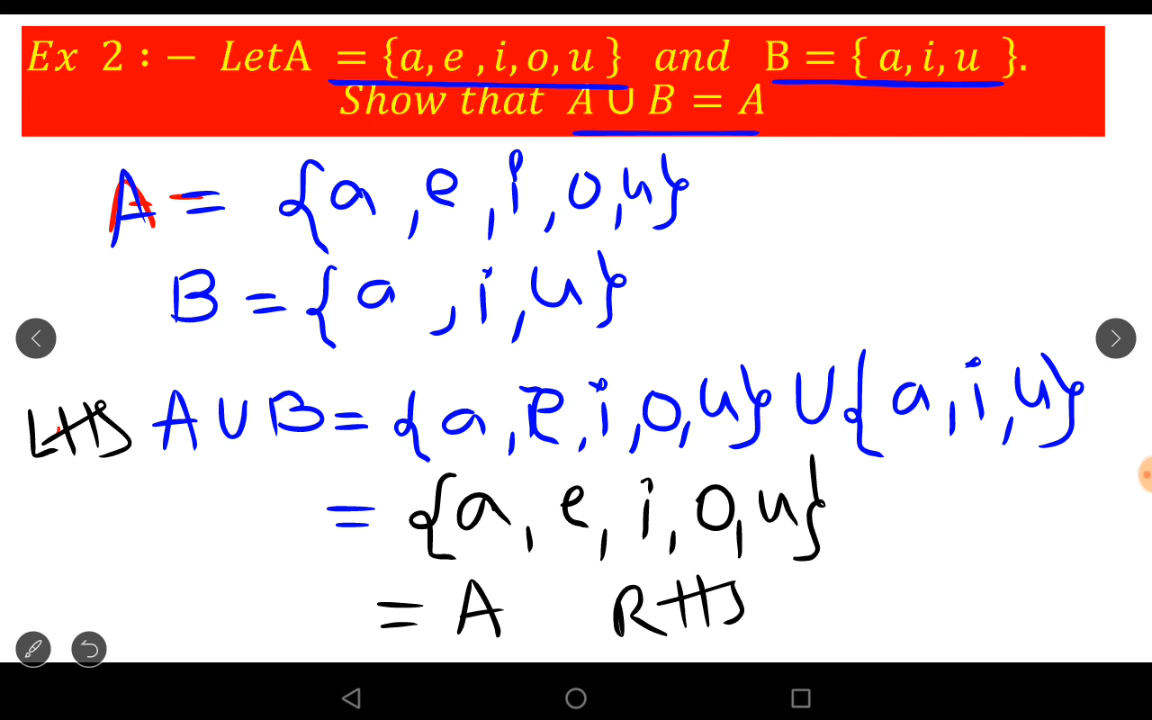 Ex 2 : − LetA = {a, e , i, o, u } and B = { a, i, u }.
Show that A ∪ B = A
A = {a, e, i, o, u}
B = {a, i, u}
LHS A ∪ B = {a, e, i, o, u} ∪ {a, i, u}
= {a, e, i, o, u}
= A RHS